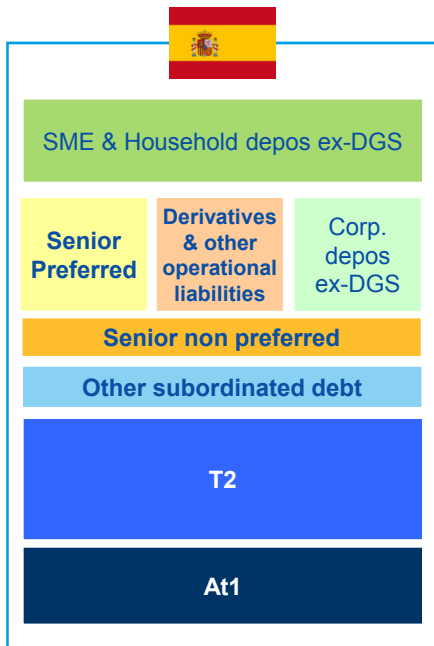 SME & Household depos ex-DGS
Senior
Preferred
Derivatives
& other
operational
liabilities
Corp.
depos
ex-DGS
Senior non preferred
Other subordinated debt
T2
At1